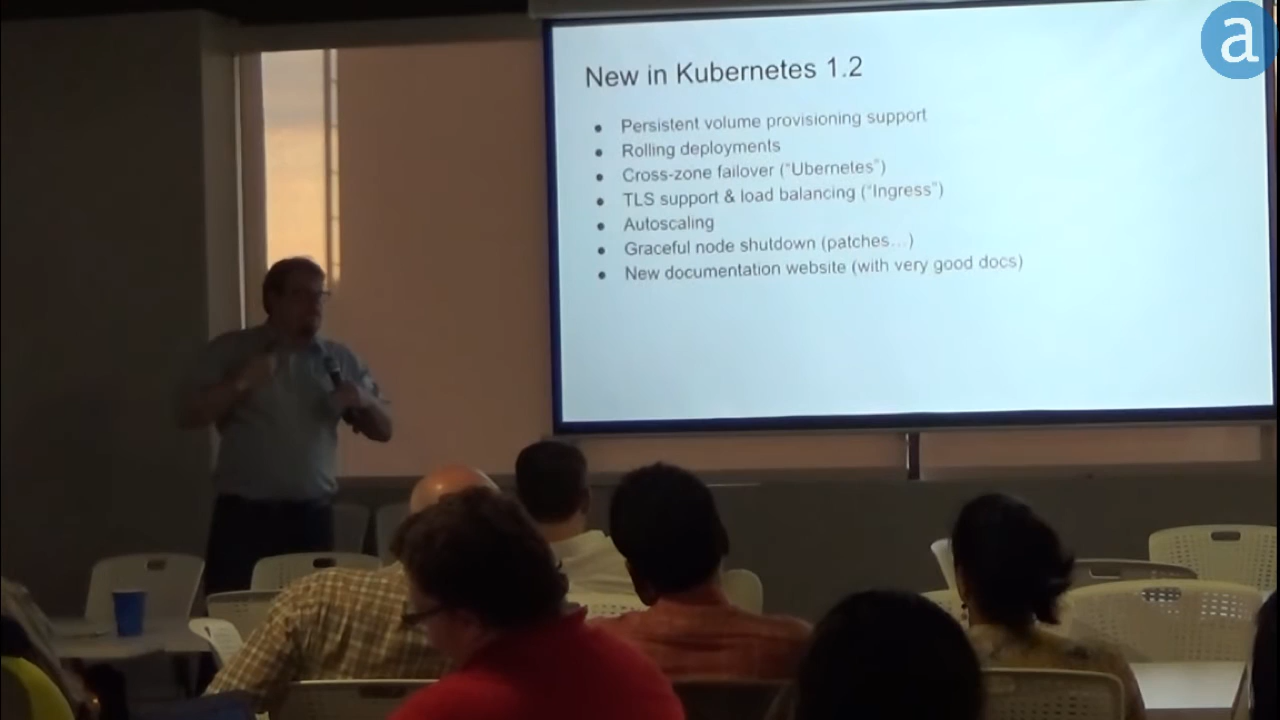 a
New in Kubernetes 1.2
● Persistent volume provisioning support
● Rolling deployments
● Cross-zone failover (“Ubernetes”)
● TLS support & load balancing (“Ingress”)
● Autoscaling
● Graceful node shutdown (patches…)
● New documentation website (with very good docs)